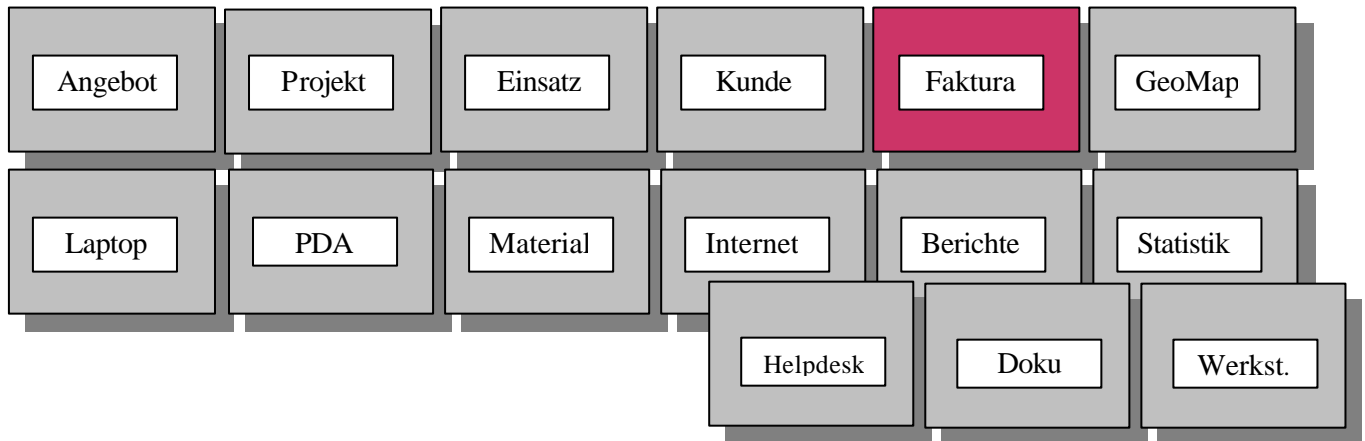 Angebot
Projekt
Einsatz
Kunde
Faktura
GeoMap
Laptop
PDA
Material
Internet
Berichte
Statistik
Helpdesk
Doku
Werkst.